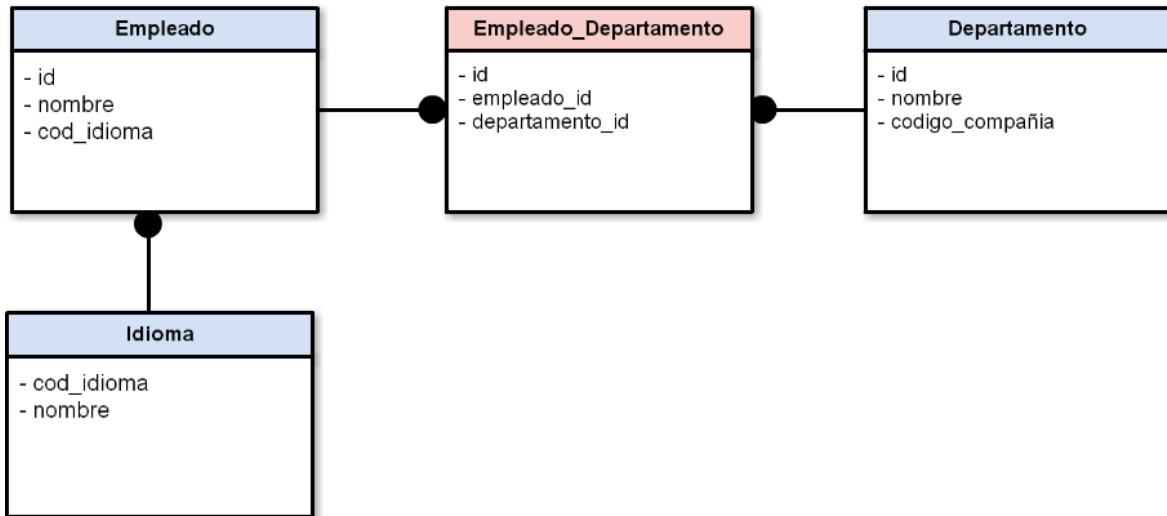 Empleado
- id
- nombre
- cod_idioma
Empleado_Departamento
- id
- empleado_id
- departamento_id
Departamento
- id
- nombre
- codigo_compañia
Idioma
- cod_idioma
- nombre